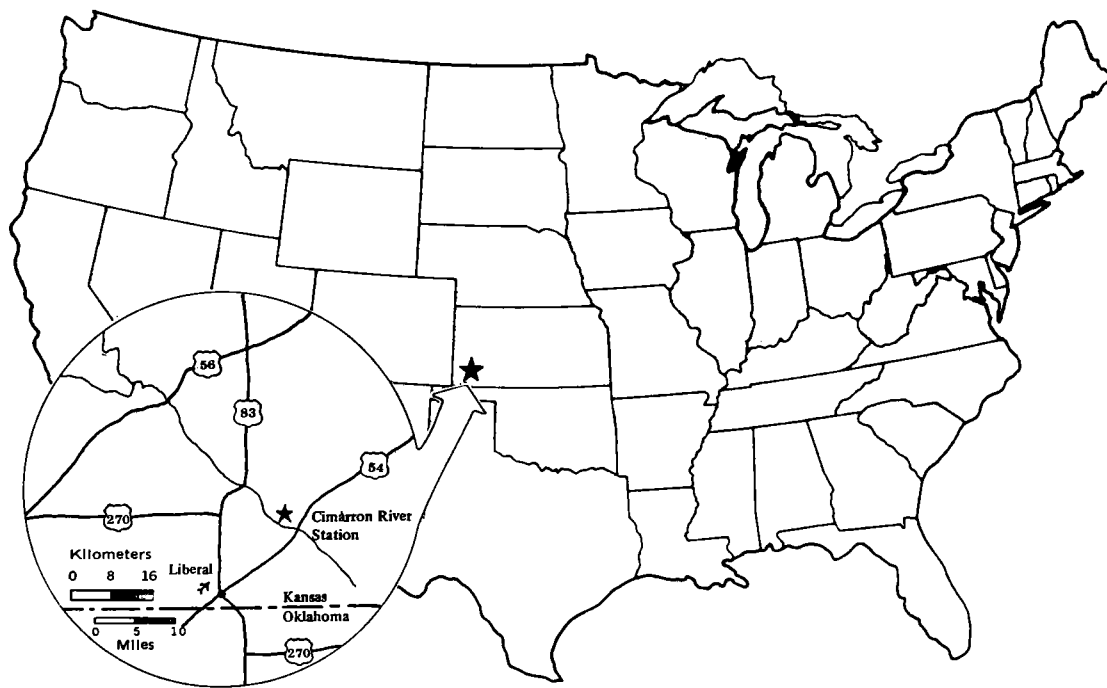 56
83
54
270
Cimarron River
Station
Kilometers
0 8 16
Liberal
Kansas
Oklahoma
0 5 10
Miles
270